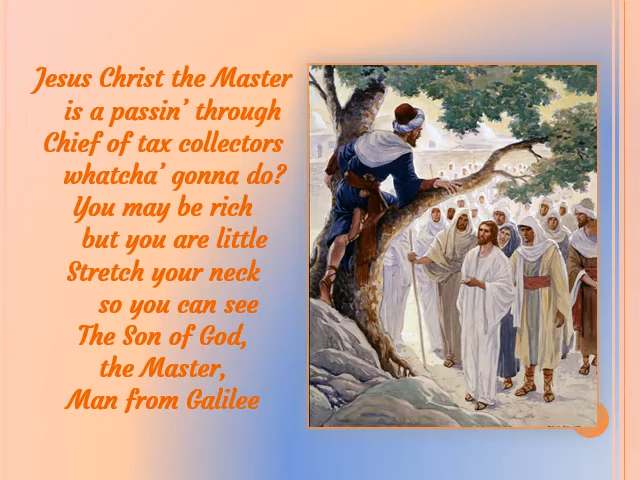 Jesus Christ the Master
is a passin’ through
Chief of tax collectors
whatcha’ gonna do?
You may be rich
but you are little
Stretch your neck
so you can see
The Son of God,
the Master,
Man from Galilee